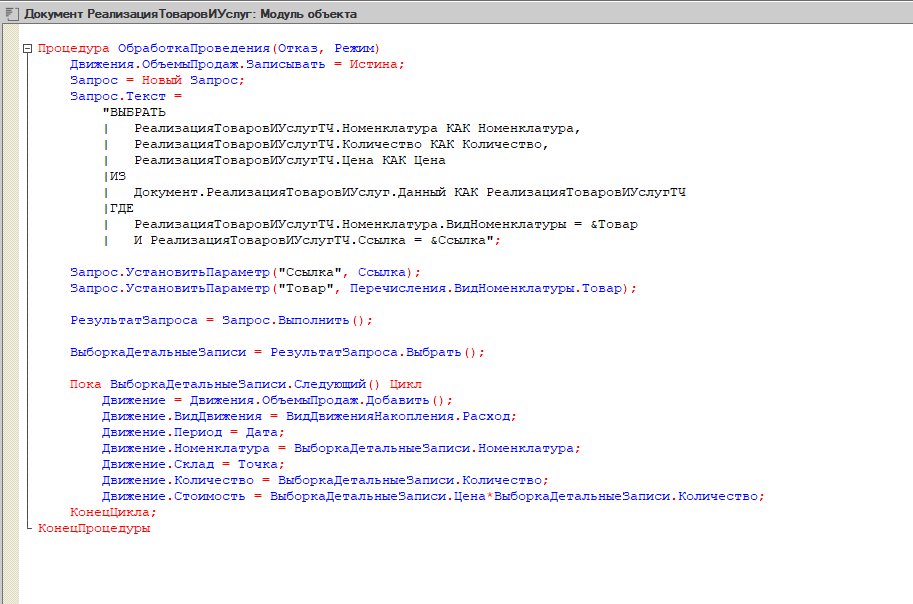 Документ РеализацияТоваровИУслуг: Модуль объекта
Процедура ОбработкаПроведения(Отказ, Режим)
Движения.ОбъемыПродаж.Записывать = Истина;
Запрос = Новый Запрос;
Запрос.Текст =
"ВЫБРАТЬ
|   РеализацияТоваровИУслугТЧ.Номенклатура КАК Номенклатура,
|   РеализацияТоваровИУслугТЧ.Количество КАК Количество,
|   РеализацияТоваровИУслугТЧ.Цена КАК Цена
|ИЗ
|   Документ.РеализацияТоваровИУслуг.Данный КАК РеализацияТоваровИУслугТЧ
|ГДЕ
|   РеализацияТоваровИУслугТЧ.Номенклатура.ВидНоменклатуры = &Товар
|   И РеализацияТоваровИУслугТЧ.Ссылка = &Ссылка";
Запрос.УстановитьПараметр("Ссылка", Ссылка);
Запрос.УстановитьПараметр("Товар", Перечисления.ВидНоменклатуры.Товар);
РезультатЗапроса = Запрос.Выполнить();
ВыборкаДетальныеЗаписи = РезультатЗапроса.Выбрать();
Пока ВыборкаДетальныеЗаписи.Следующий() Цикл
Движение = Движения.ОбъемыПродаж.Добавить();
Движение.ВидДвижения = ВидДвиженияНакопления.Расход;
Движение.Период = Дата;
Движение.Номенклатура = ВыборкаДетальныеЗаписи.Номенклатура;
Движение.Склад = Точка;
Движение.Количество = ВыборкаДетальныеЗаписи.Количество;
Движение.Стоимость = ВыборкаДетальныеЗаписи.Цена*ВыборкаДетальныеЗаписи.Количество;
КонецЦикла;
КонецПроцедуры